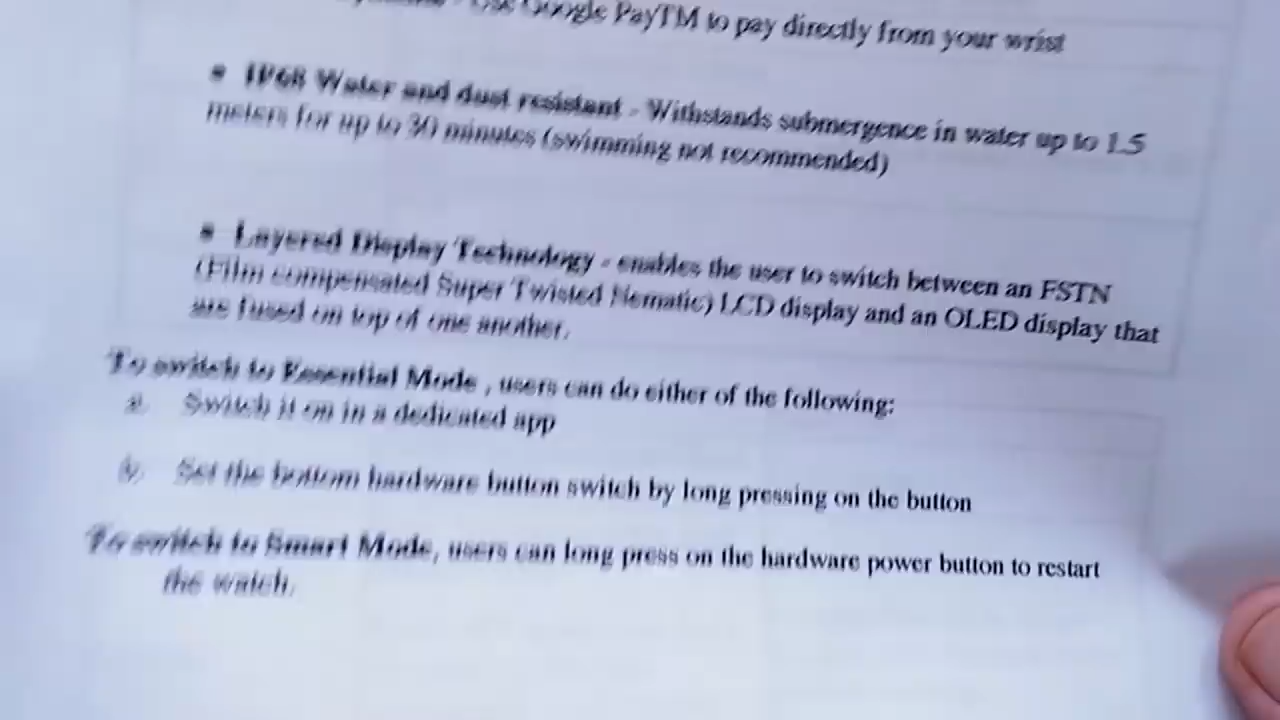 - Use Google PayTM to pay directly from your wrist
• IP68 Water and dust resistant - Withstands submergence in water up to 1.5
meters for up to 30 minutes (swimming not recommended)
• Layered Display Technology - enables the user to switch between an FSTN
(Film compensated Super Twisted Nematic) LCD display and an OLED display that
are fused on top of one another.
To switch to Essential Mode , users can do either of the following:
a. Switch it on in a dedicated app
b. Set the bottom hardware button switch by long pressing on the button
To switch to Smart Mode, users can long press on the hardware power button to restart
the watch.